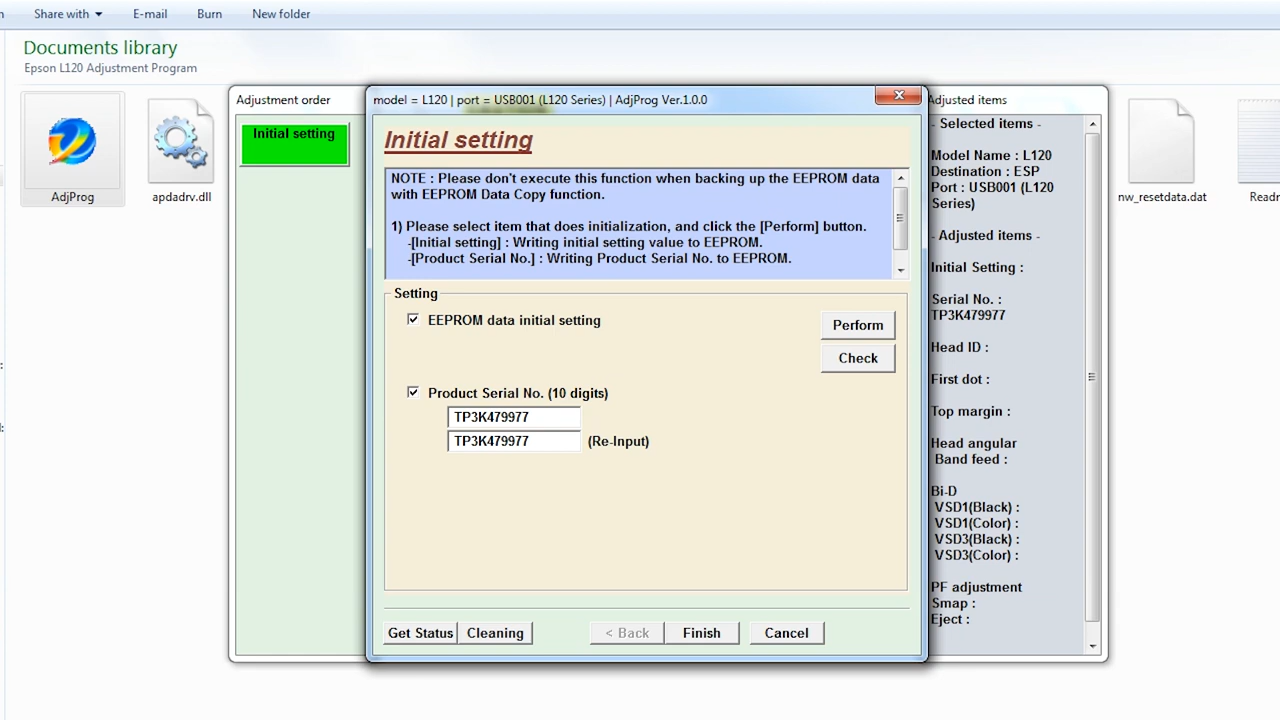 Share with
E-mail
Burn
New folder
Documents library
Epson L120 Adjustment Program
AdjProg
apdadrv.dll
Adjustment order
Initial setting
model = L120 | port = USB001 (L120 Series) | AdjProg Ver.1.0.0
Initial setting
NOTE : Please don't execute this function when backing up the EEPROM data
with EEPROM Data Copy function.
1) Please select item that does initialization, and click the [Perform] button.
-[Initial setting] : Writing initial setting value to EEPROM.
-[Product Serial No.] : Writing Product Serial No. to EEPROM.
Setting
EEPROM data initial setting
Perform
Check
Product Serial No. (10 digits)
TP3K479977
TP3K479977 (Re-Input)
Get Status
Cleaning
< Back
Finish
Cancel
Adjusted items
- Selected items -
Model Name : L120
Destination : ESP
Port : USB001 (L120
Series)
- Adjusted items -
Initial Setting :
Serial No. :
TP3K479977
Head ID :
First dot :
Top margin :
Head angular
Band feed :
Bi-D
VSD1(Black) :
VSD1(Color) :
VSD3(Black) :
VSD3(Color) :
PF adjustment
Smap :
Eject :
nw_resetdata.dat